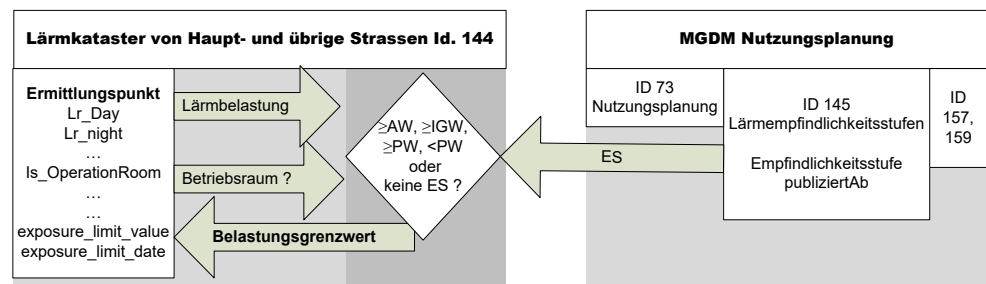 Lärmkataster von Haupt- und übrige Strassen Id. 144
Ermittlungspunkt
Lr_Day
Lr_night
...
Is_OperationRoom
...
...
exposure_limit_value
exposure_limit_date
Lärmbelastung
Betriebsraum ?
Belastungsgrenzwert
≥AW, ≥IGW,
≥PW, <PW
oder
keine ES ?
ES
MGDM Nutzungsplanung
ID 73
Nutzungsplanung
ID 145
Lärmempfindlichkeitsstufen
Empfindlichkeitsstufe
publiziertAb
ID
157,
159